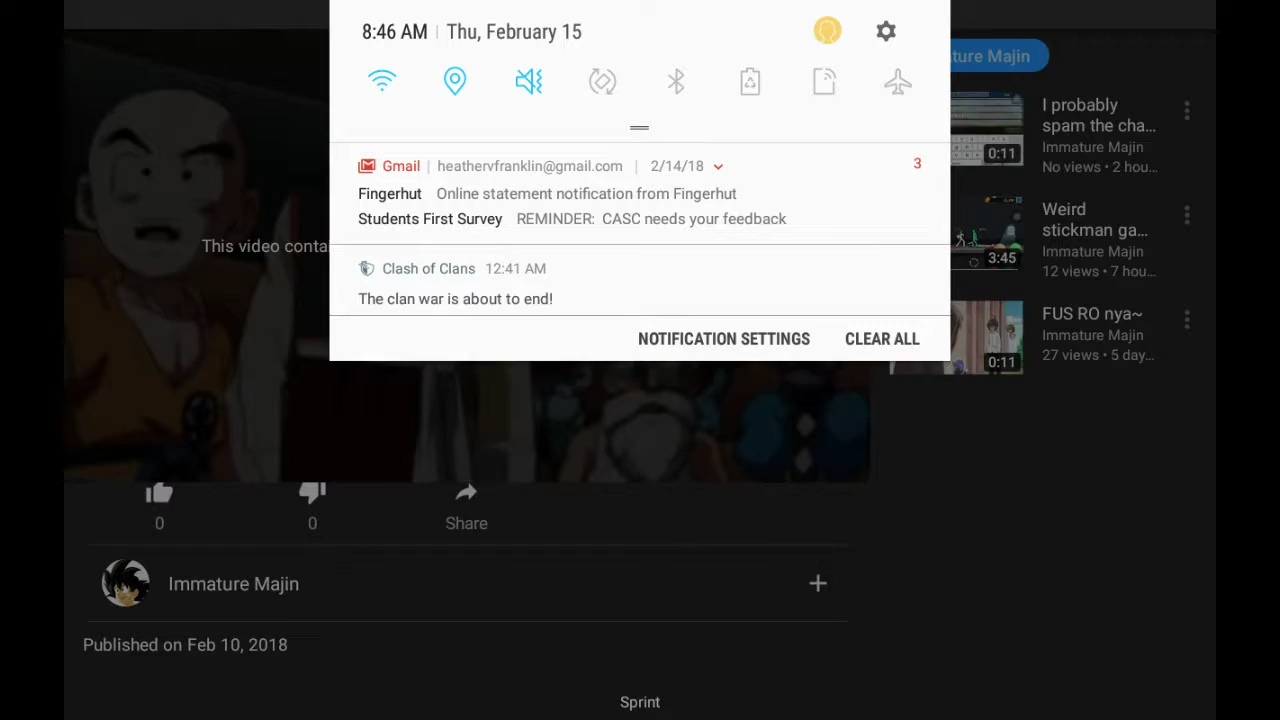 8:46 AM | Thu, February 15
Gmail | heathervfranklin@gmail.com | 2/14/18 3
Fingerhut Online statement notification from Fingerhut
Students First Survey REMINDER: CASC needs your feedback
Clash of Clans 12:41 AM
The clan war is about to end!
NOTIFICATION SETTINGS CLEAR ALL
This video conta
ture Majin
I probably
spam the cha...
Immature Majin
No views • 2 hou...
0:11
Weird
stickman ga...
Immature Majin
12 views • 7 hou...
3:45
FUS RO nya~
Immature Majin
27 views • 5 day...
0:11
0 0 Share
Immature Majin
Published on Feb 10, 2018
Sprint